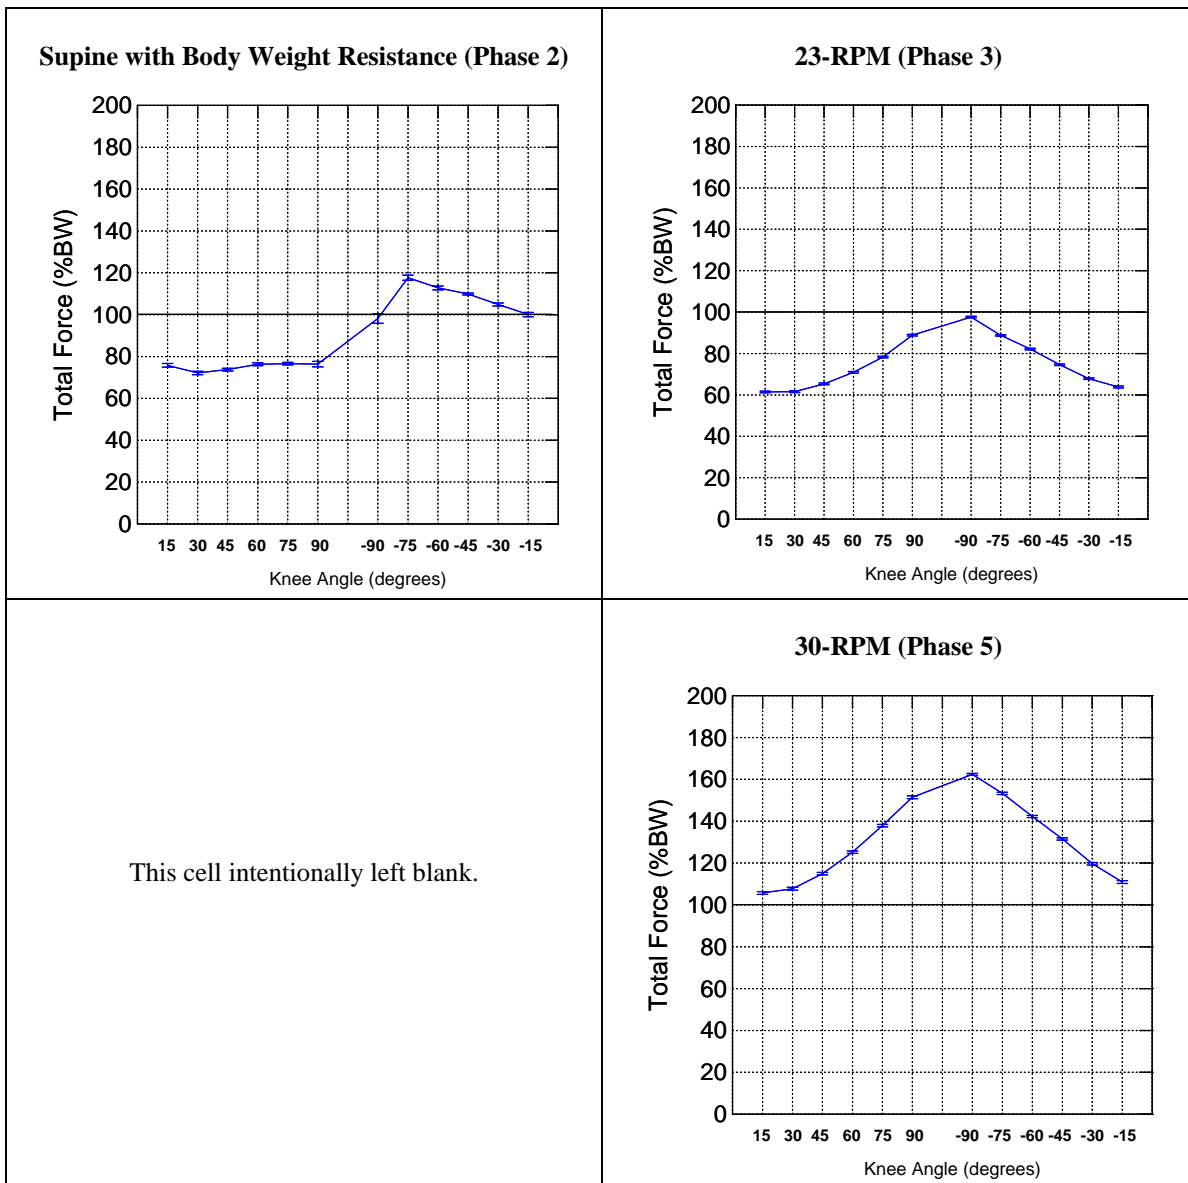 Supine with Body Weight Resistance (Phase 2)
200
180
160
140
120
100
80
60
40
20
0
Total Force (%BW)
15 30 45 60 75 90 -90 -75 -60 -45 -30 -15
Knee Angle (degrees)
23-RPM (Phase 3)
200
180
160
140
120
100
80
60
40
20
0
Total Force (%BW)
15 30 45 60 75 90 -90 -75 -60 -45 -30 -15
Knee Angle (degrees)
This cell intentionally left blank.
30-RPM (Phase 5)
200
180
160
140
120
100
80
60
40
20
0
Total Force (%BW)
15 30 45 60 75 90 -90 -75 -60 -45 -30 -15
Knee Angle (degrees)